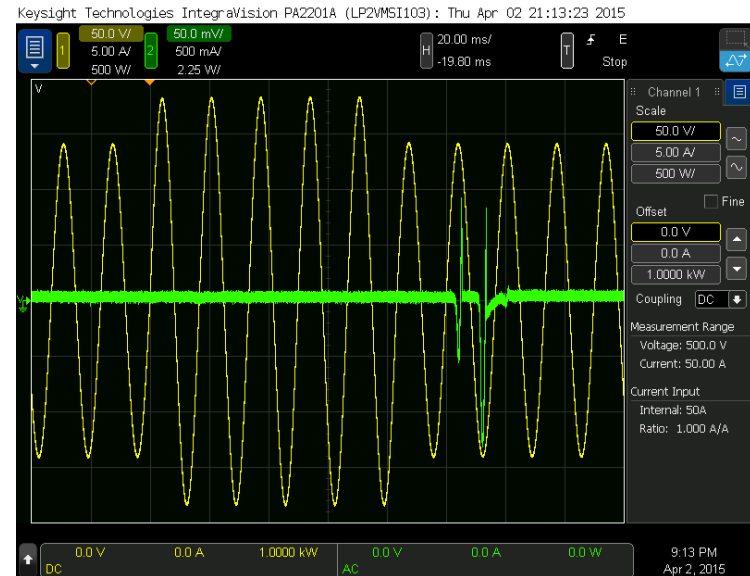 Keysight Technologies IntegraVision PA2201A (LP2VMSI103): Thu Apr 02 21:13:23 2015
1 50.0 V/ 2 50.0 mV/ H 20.00 ms/ T E
5.00 A/ 500 mA/ -19.80 ms Stop
500 W/ 2.25 W/
V
Channel 1
Scale
50.0 V/
5.00 A/
500 W/
Fine
Offset
0.0 V
0.0 A
1.0000 kW
Coupling DC
Measurement Range
Voltage: 500.0 V
Current: 50.00 A
Current Input
Internal: 50A
Ratio: 1.000 A/A
0.0 V 0.0 A 1.0000 kW 0.0 V 0.0 A 0.0 W 9:13 PM
DC AC Apr 2, 2015